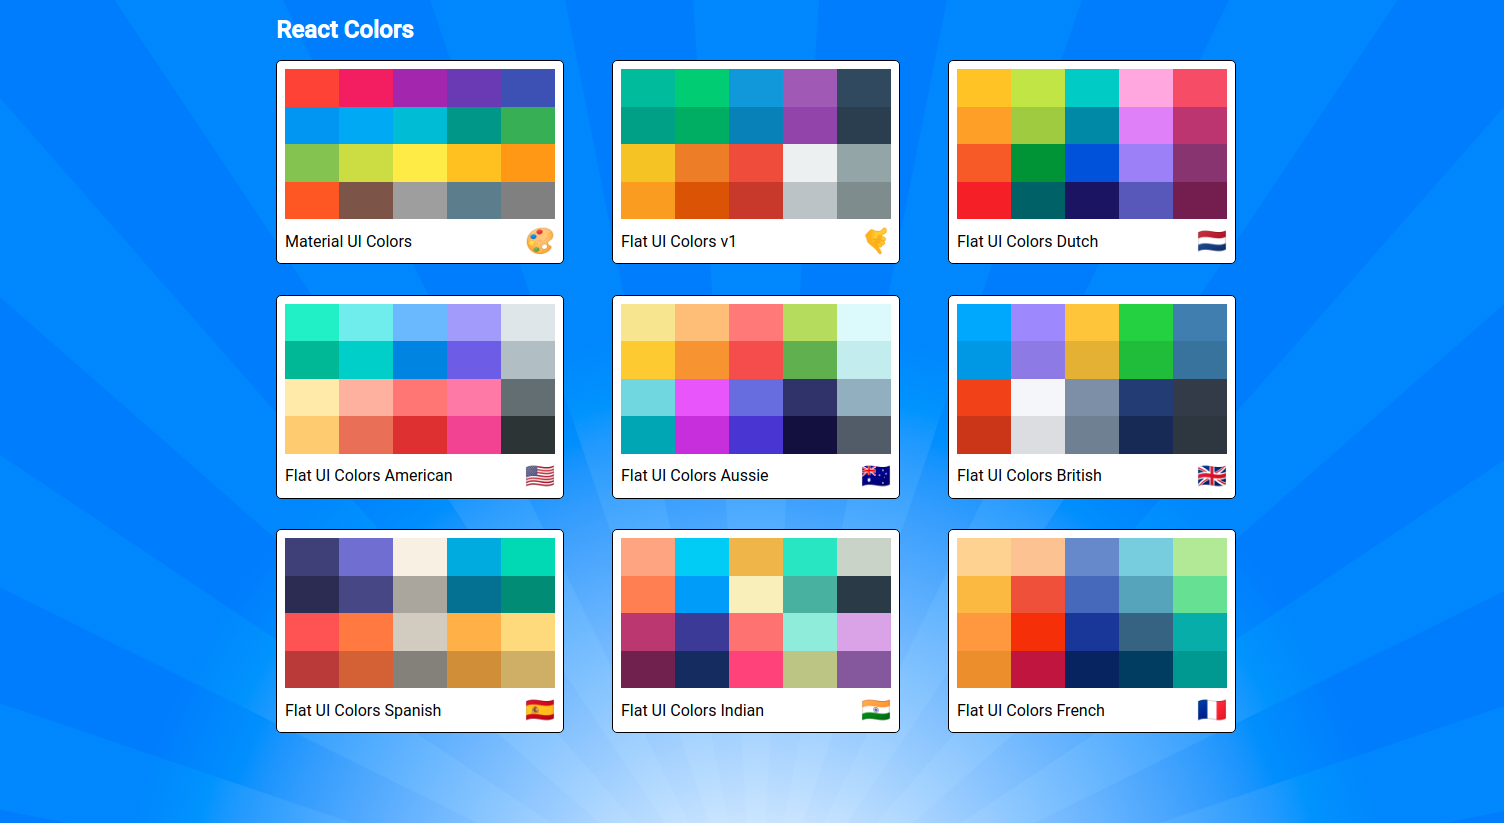 React Colors
Material UI Colors
Flat UI Colors v1
Flat UI Colors Dutch
Flat UI Colors American
Flat UI Colors Aussie
Flat UI Colors British
Flat UI Colors Spanish
Flat UI Colors Indian
Flat UI Colors French